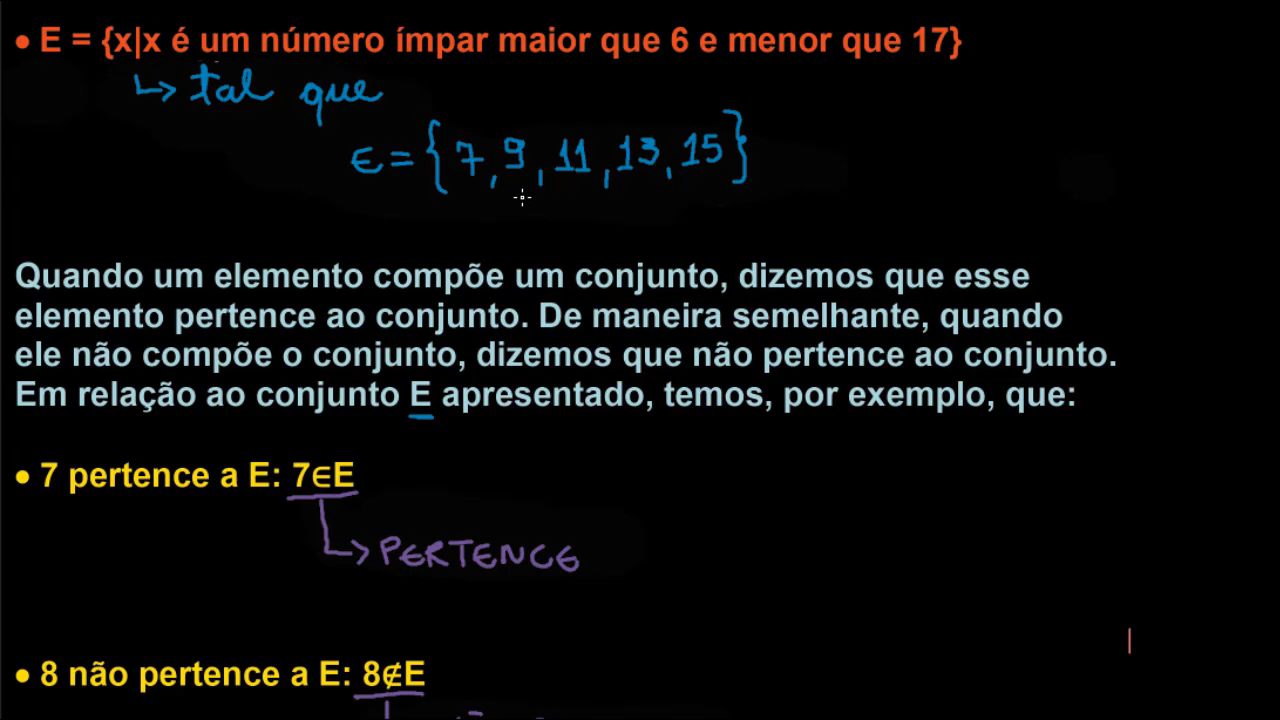 • E = {x|x é um número ímpar maior que 6 e menor que 17}
↳ tal que
E = {7, 9, 11, 13, 15}
Quando um elemento compõe um conjunto, dizemos que esse
elemento pertence ao conjunto. De maneira semelhante, quando
ele não compõe o conjunto, dizemos que não pertence ao conjunto.
Em relação ao conjunto E apresentado, temos, por exemplo, que:
• 7 pertence a E: 7∈E
↳ PERTENCE
• 8 não pertence a E: 8∉E